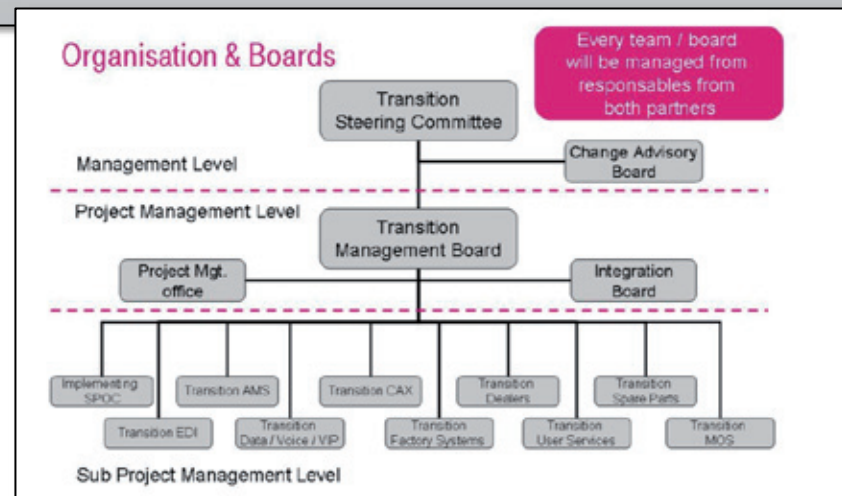 Organisation & Boards
Every team / board
will be managed from
responsables from
both partners
Transition
Steering Committee
Management Level
Change Advisory
Board
Project Management Level
Transition
Management Board
Project Mgt.
office
Integration
Board
Implementing
SPOC
Transition AMS
Transition CAX
Transition
Dealers
Transition
Spare Parts
Transition EDI
Transition
Data / Voice / VIP
Transition
Factory Systems
Transition
User Services
Transition
MOS
Sub Project Management Level